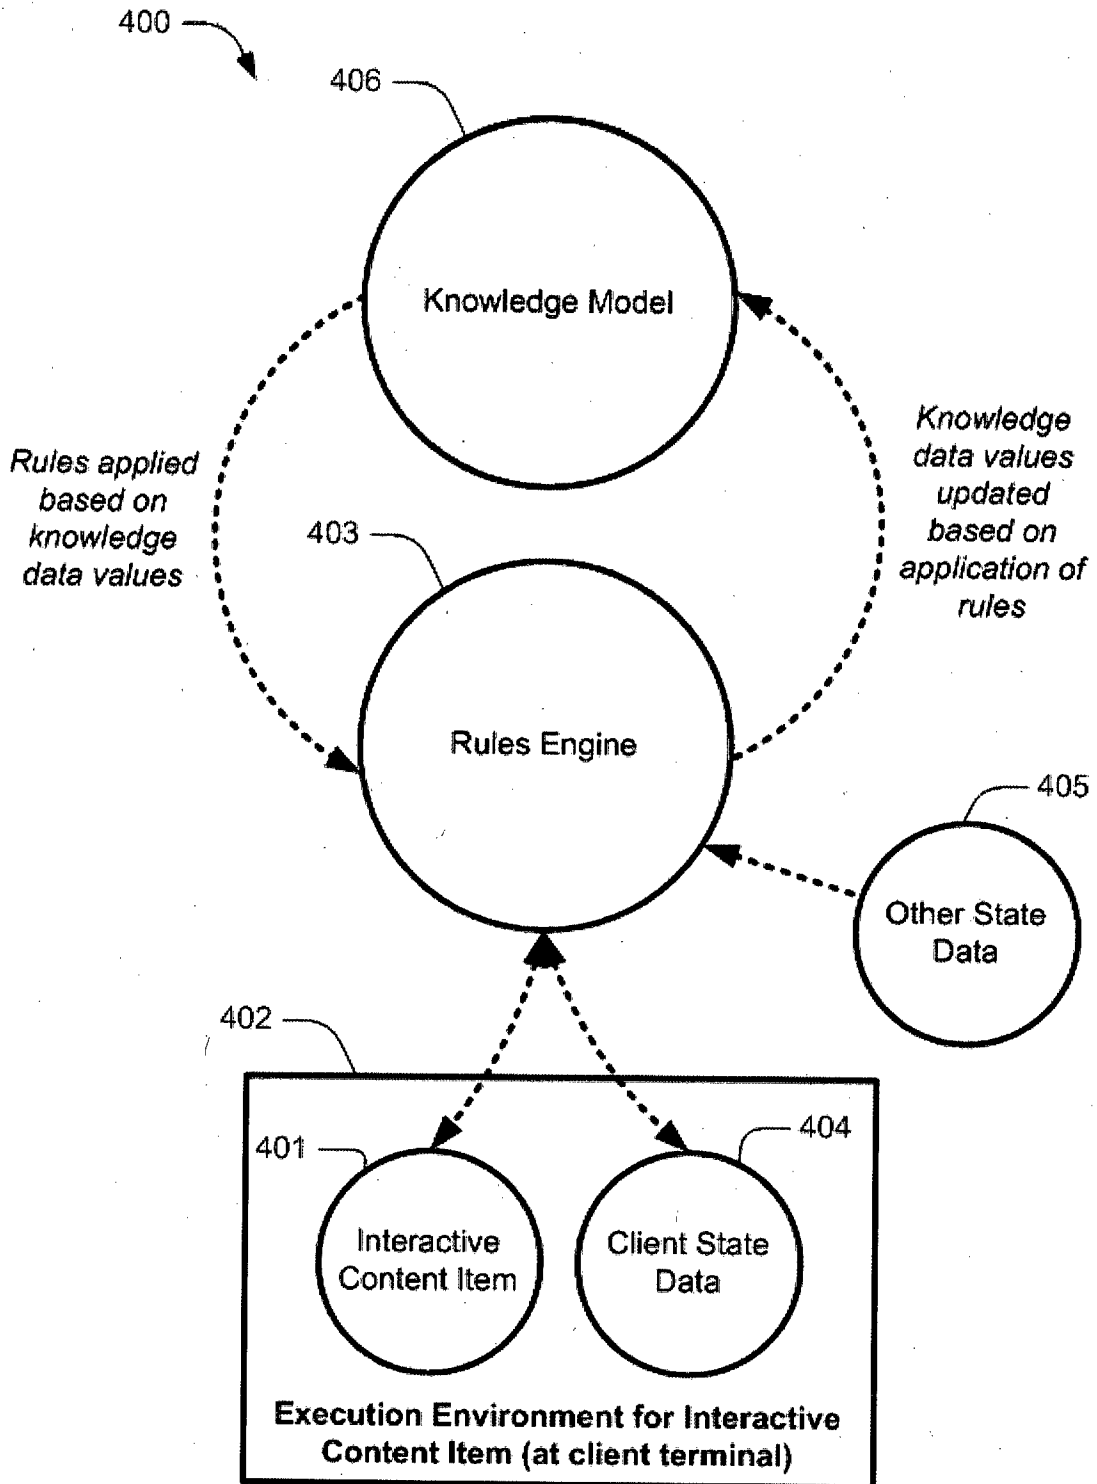 400
406
Knowledge Model
Rules applied
based on
knowledge
data values
Knowledge
data values
updated
based on
application of
rules
403
Rules Engine
405
Other State
Data
402
401
Interactive
Content Item
404
Client State
Data
Execution Environment for Interactive
Content Item (at client terminal)